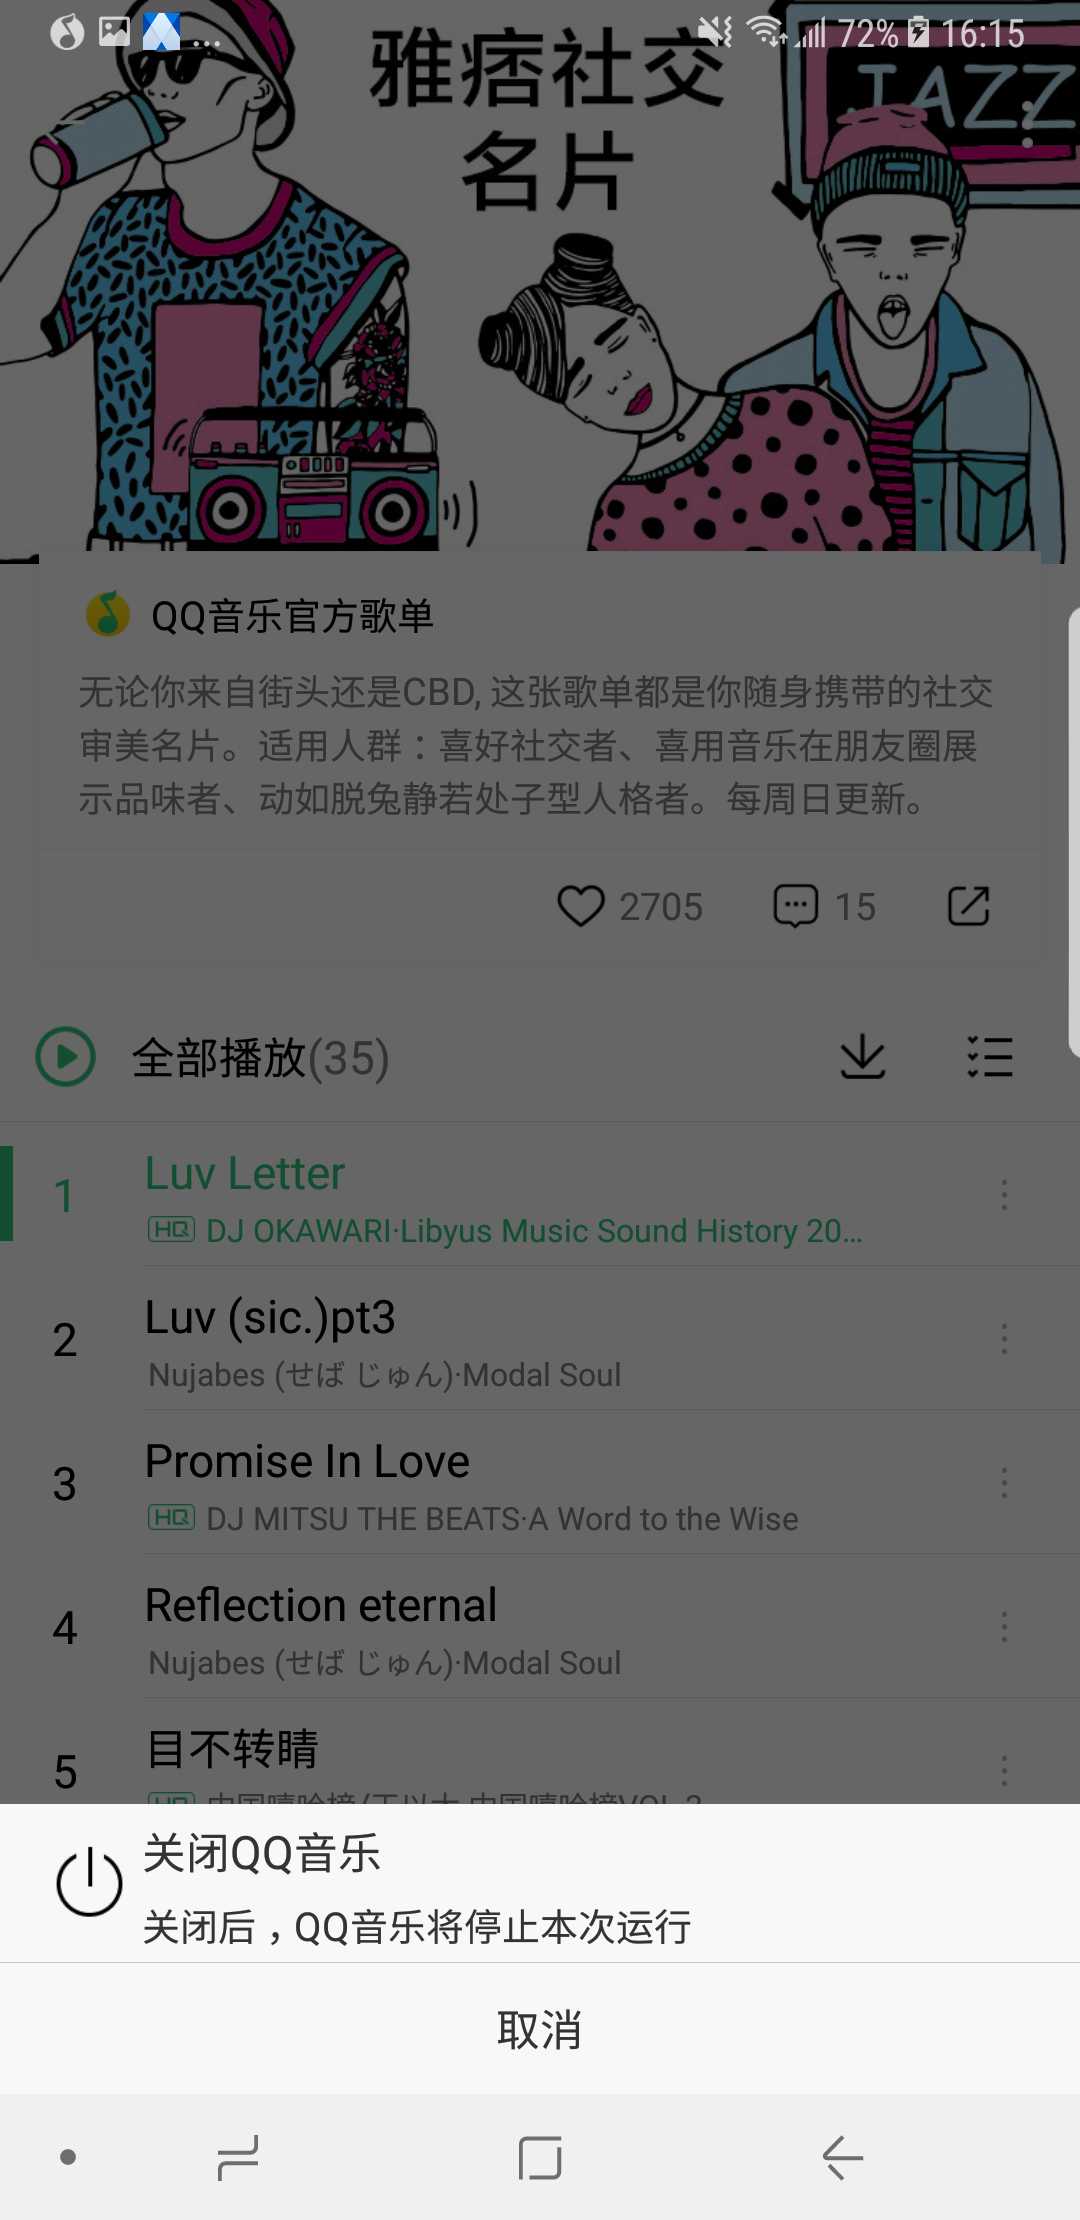 ... 72% 16:15
雅痞社交
名片
JAZZ
QQ音乐官方歌单
无论你来自街头还是CBD, 这张歌单都是你随身携带的社交
审美名片。适用人群：喜好社交者、喜用音乐在朋友圈展
示品味者、动如脱兔静若处子型人格者。每周日更新。
2705 15
全部播放(35)
1 Luv Letter
HQ DJ OKAWARI·Libyus Music Sound History 20...
2 Luv (sic.)pt3
Nujabes (せば じゅん)·Modal Soul
3 Promise In Love
HQ DJ MITSU THE BEATS·A Word to the Wise
4 Reflection eternal
Nujabes (せば じゅん)·Modal Soul
5 目不转睛
关闭QQ音乐
关闭后，QQ音乐将停止本次运行
取消